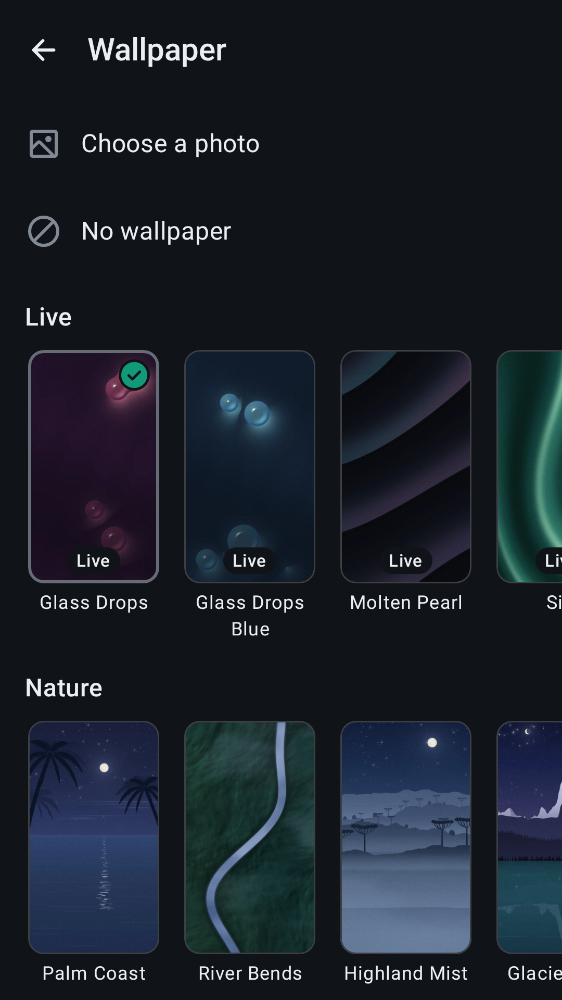 Wallpaper
Choose a photo
No wallpaper
Live
Live
Live
Live
Glass Drops
Glass Drops
Blue
Molten Pearl
Nature
Palm Coast
River Bends
Highland Mist